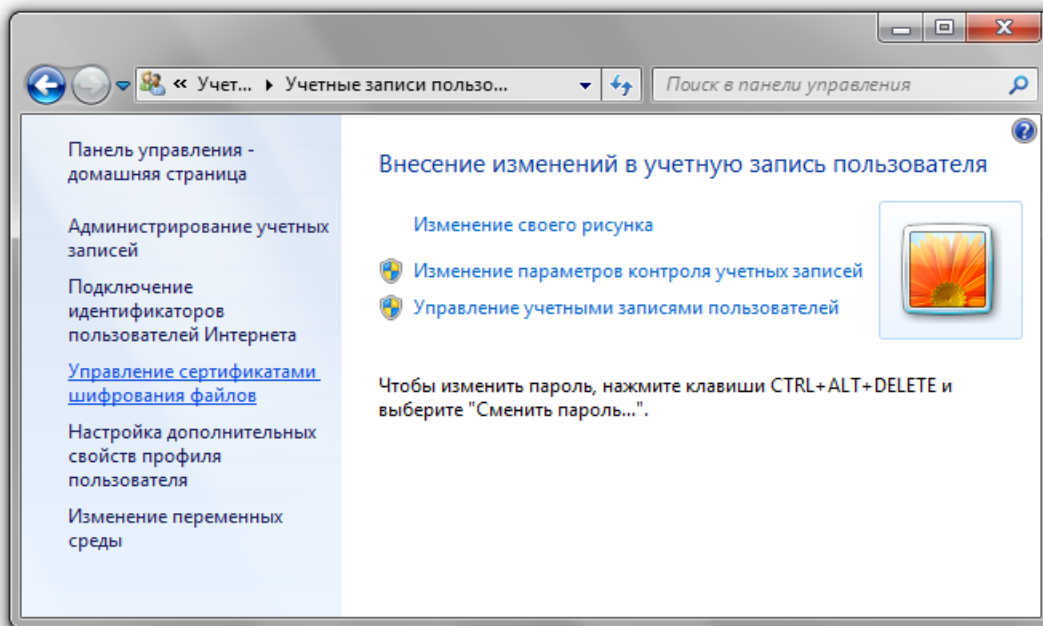 « Учет... Учетные записи пользо...
Поиск в панели управления
Панель управления -
домашняя страница
Администрирование учетных
записей
Подключение
идентификаторов
пользователей Интернета
Управление сертификатами
шифрования файлов
Настройка дополнительных
свойств профиля
пользователя
Изменение переменных
среды
Внесение изменений в учетную запись пользователя
Изменение своего рисунка
Изменение параметров контроля учетных записей
Управление учетными записями пользователей
Чтобы изменить пароль, нажмите клавиши CTRL+ALT+DELETE и
выберите "Сменить пароль...".